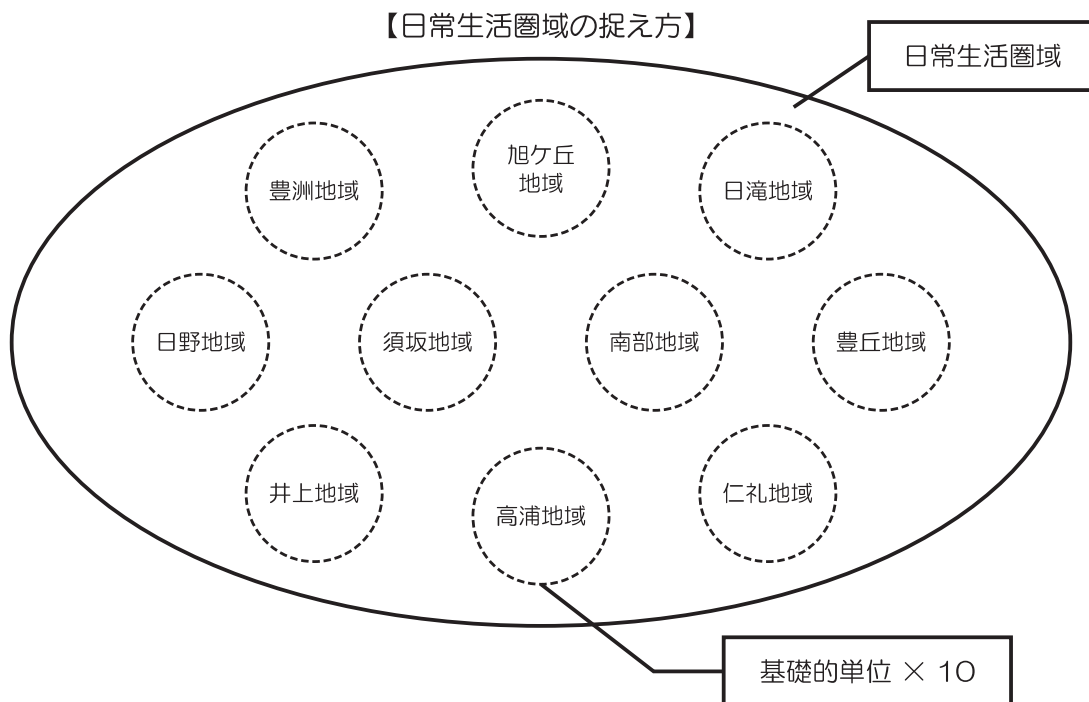 【日常生活圏域の捉え方】
日常生活圏域
豊洲地域
旭ケ丘
地域
日滝地域
日野地域
須坂地域
南部地域
豊丘地域
井上地域
高浦地域
仁礼地域
基礎的単位 × 10